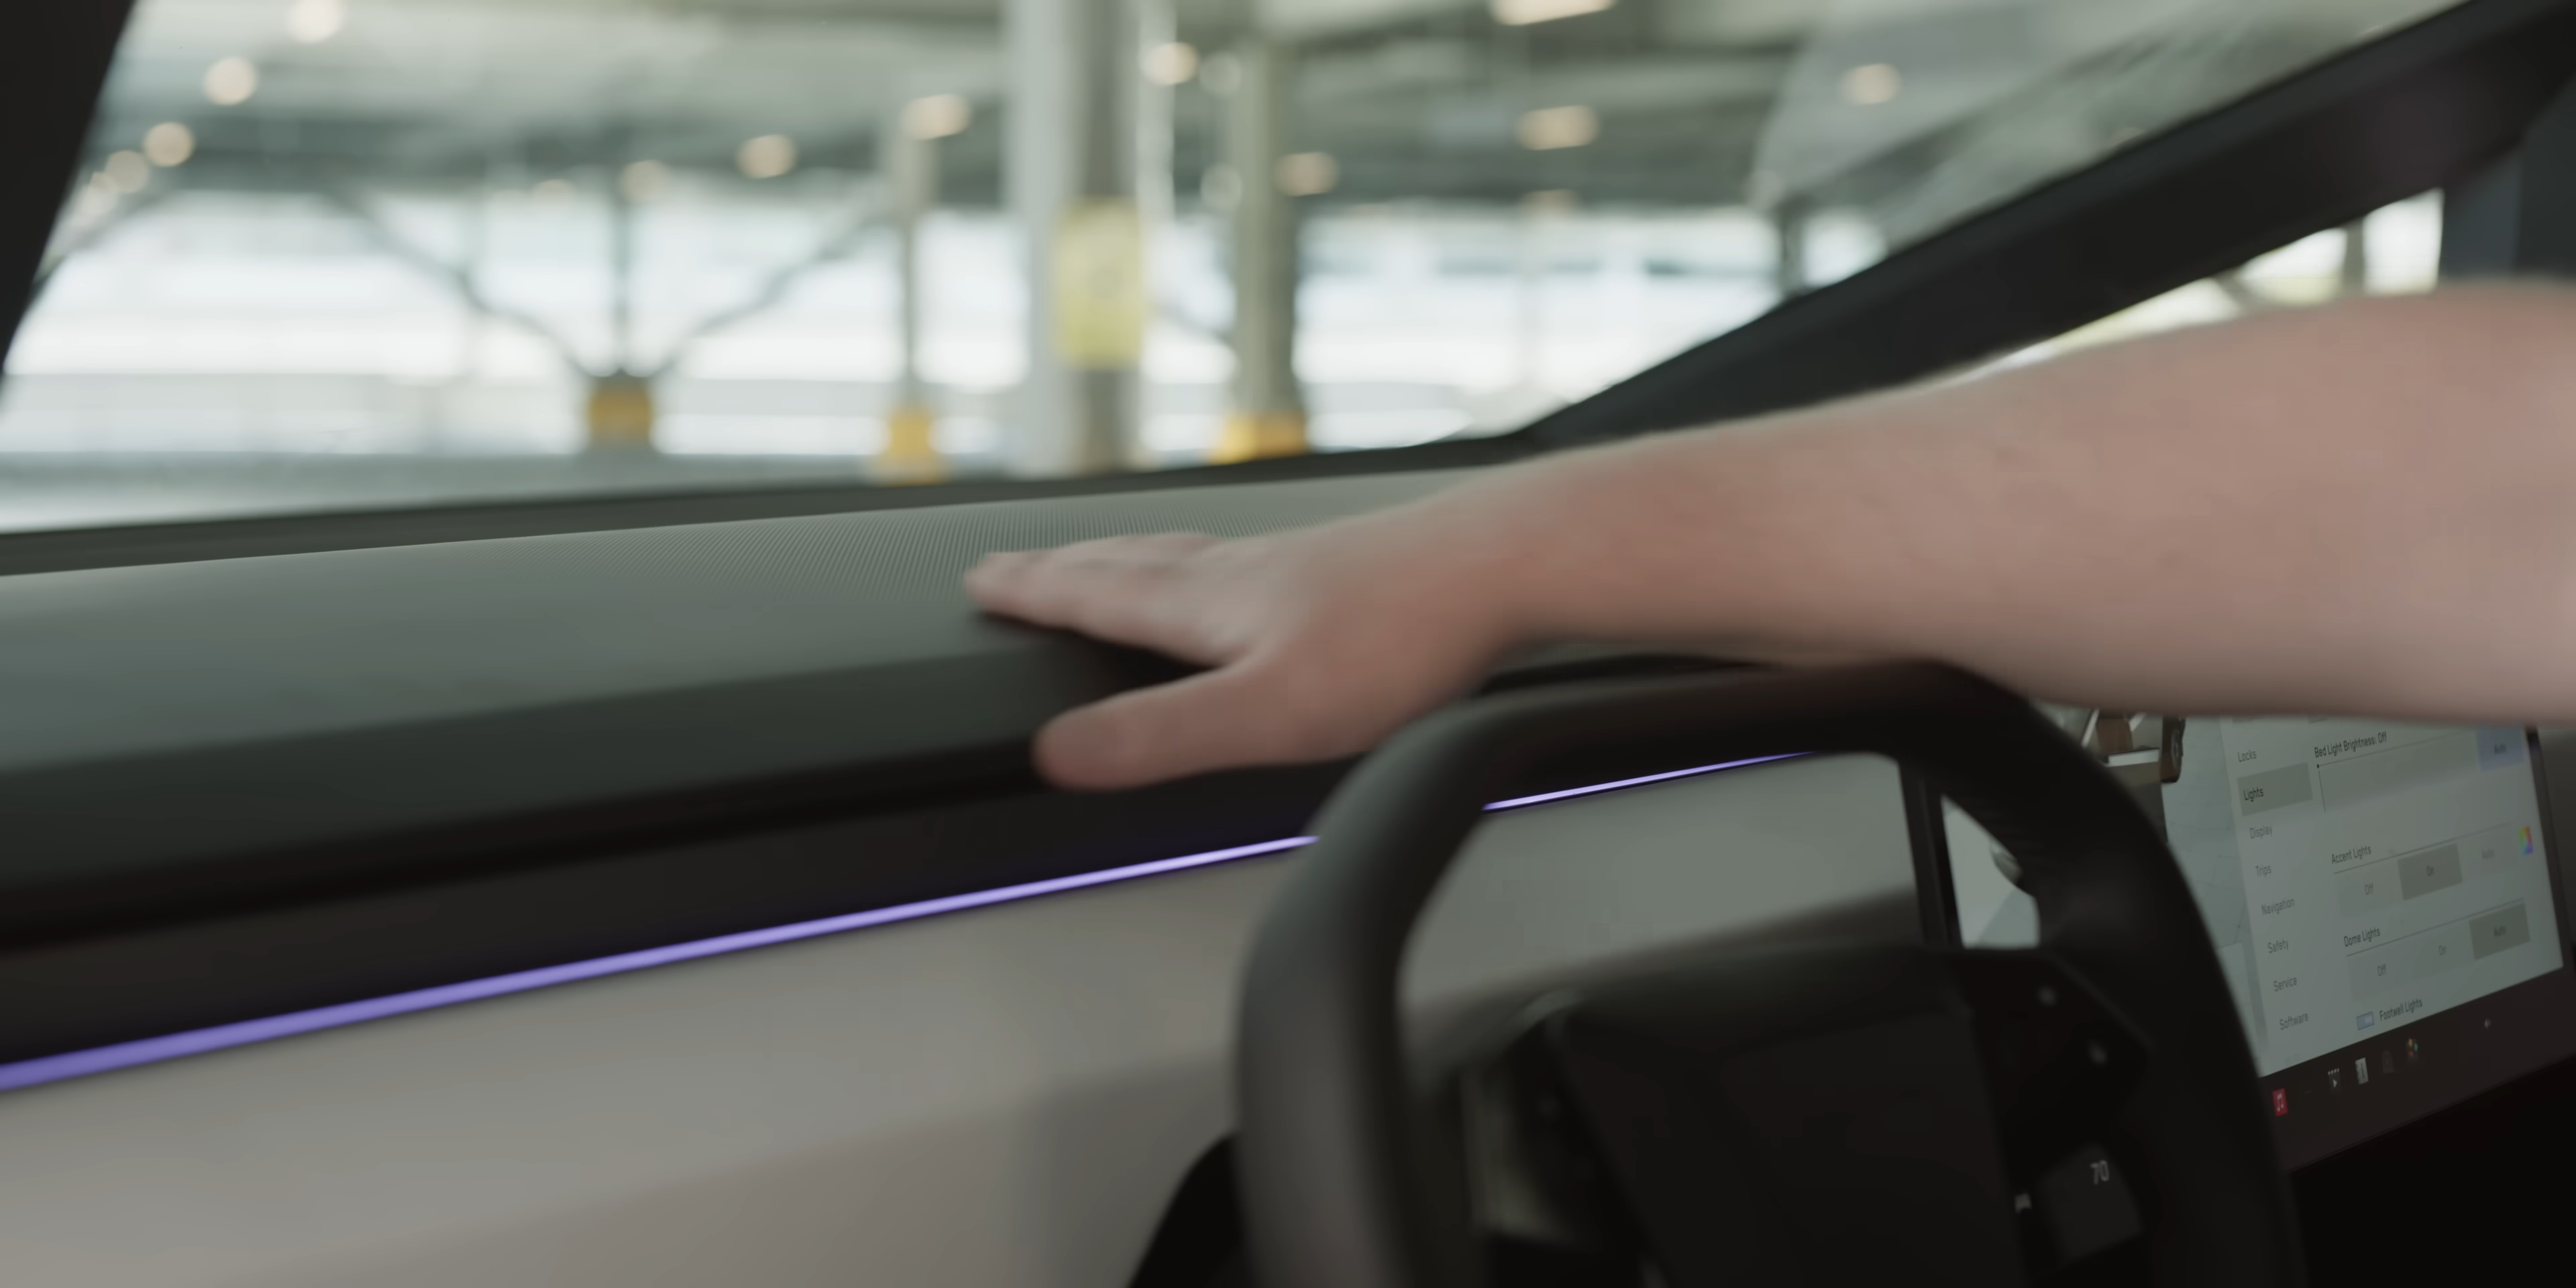 Locks
Lights
Display
Trips
Navigation
Safety
Service
Software
Bed Light Brightness: Off
Auto
Accent Lights
Off
On
Dome Lights
Off
On
Auto
Footwell Lights
70